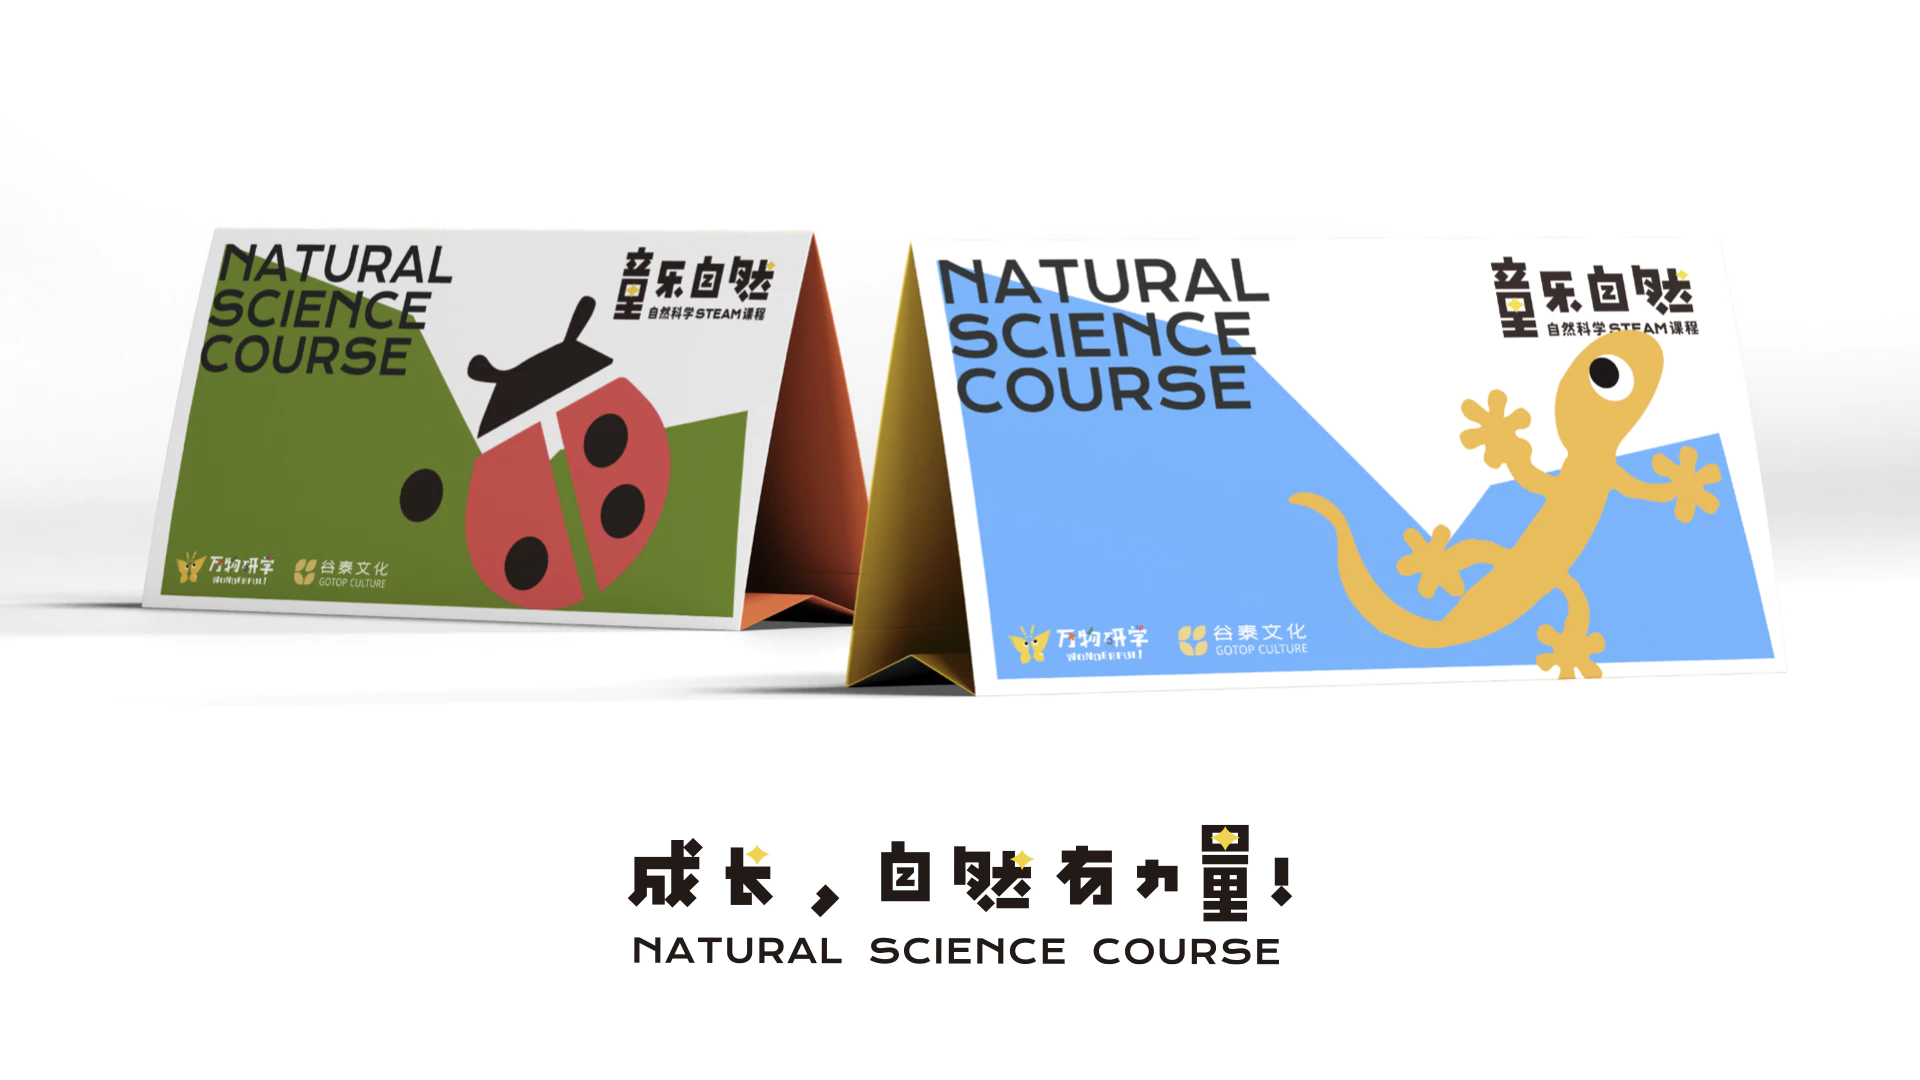 NATURAL
SCIENCE
COURSE
童乐自然
自然科学STEAM课程
万物研学
WONDERFUL!
谷泰文化
GOTOP CULTURE
NATURAL
SCIENCE
COURSE
童乐自然
自然科学STEAM课程
万物研学
WONDERFUL!
谷泰文化
GOTOP CULTURE
成长，自然有力量！
NATURAL SCIENCE COURSE